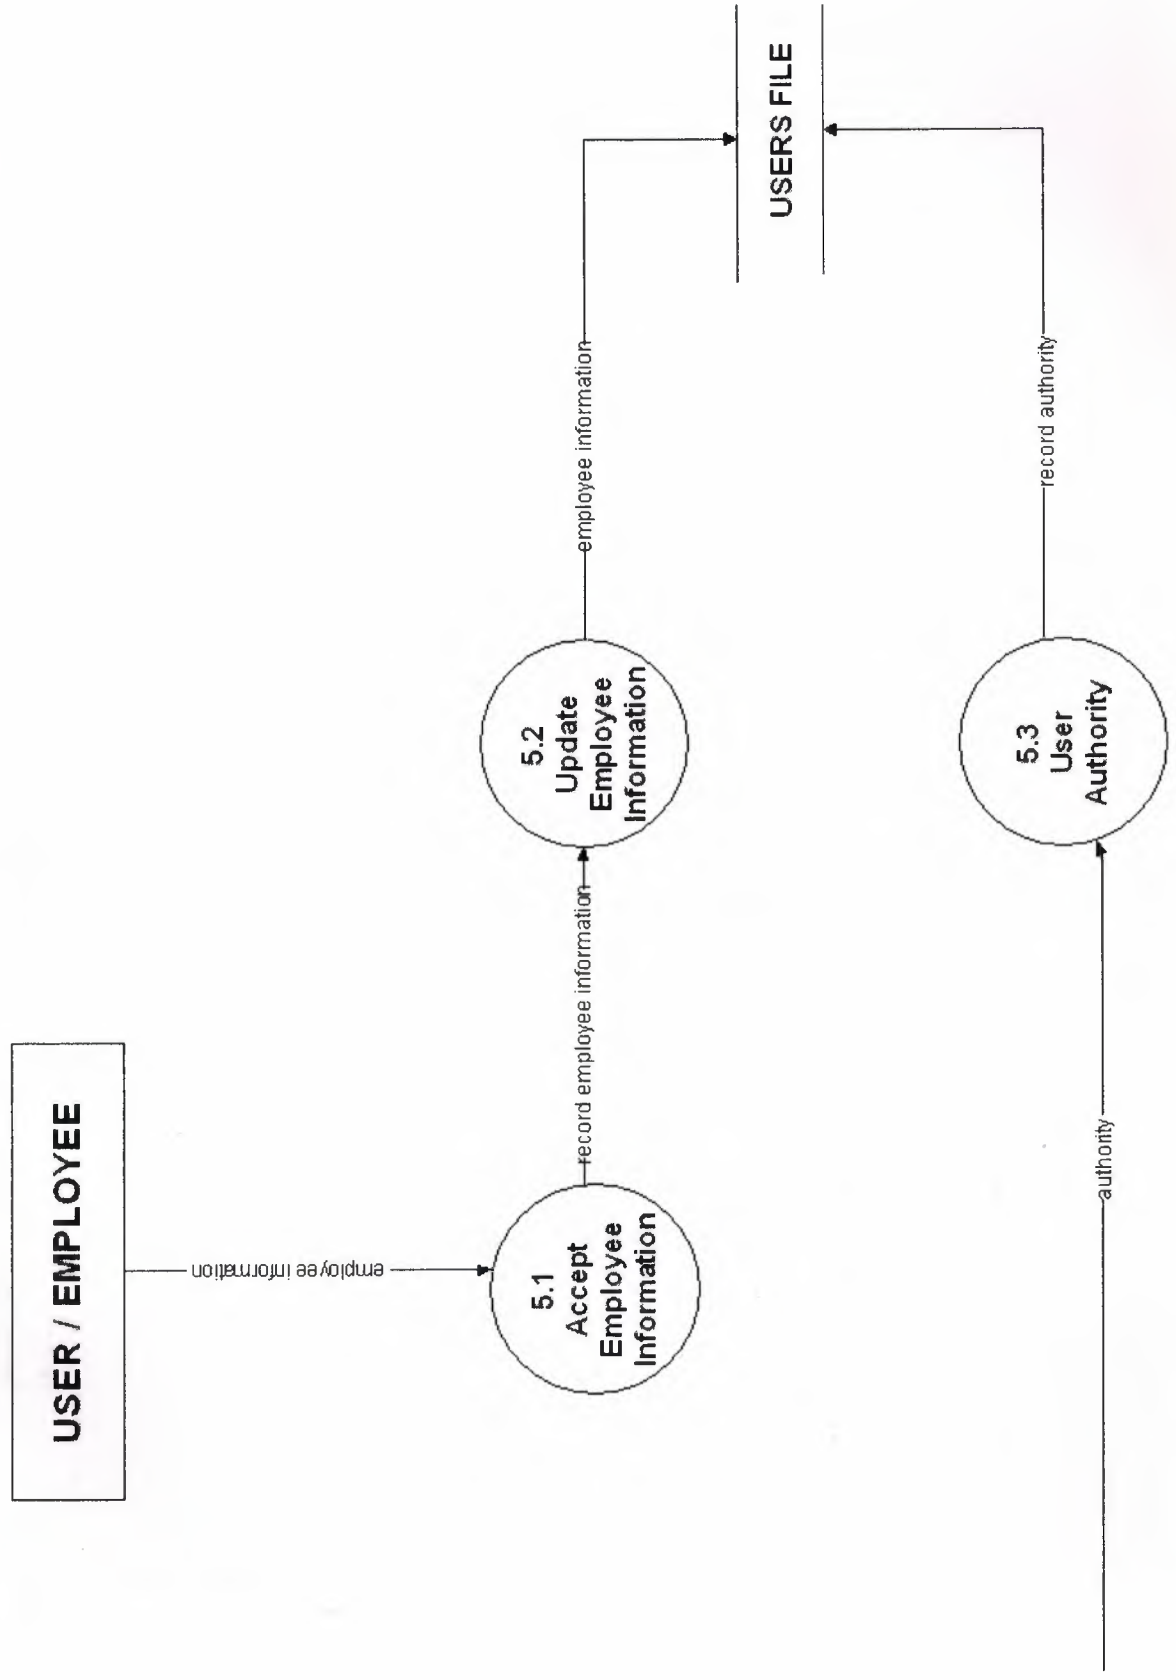 USER / EMPLOYEE
employee information
5.1
Accept
Employee
Information
record employee information
5.2
Update
Employee
Information
employee information
USERS FILE
authority
5.3
User
Authority
record authority